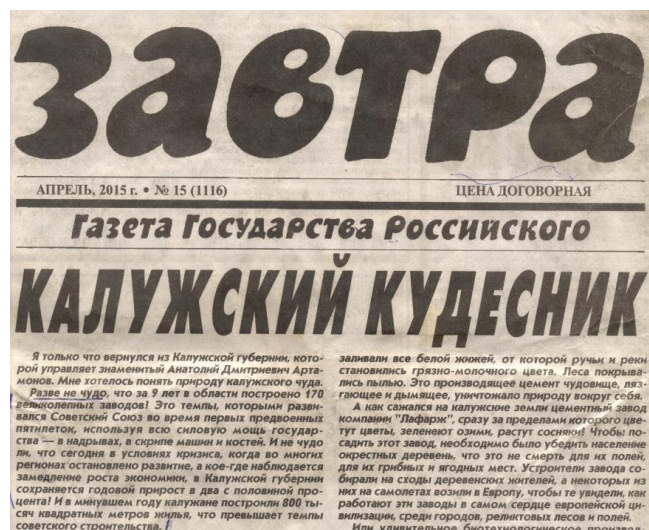 завтра
АПРЕЛЬ, 2015 г. • № 15 (1116)
ЦЕНА ДОГОВОРНАЯ
Газета Государства Российского
КАЛУЖСКИЙ КУДЕСНИК
Я только что вернулся из Калужской губернии, кото-
рой управляет знаменитый Анатолий Дмитриевич Арта-
монов. Мне хотелось понять природу калужского чуда.
Разве не чудо, что за 9 лет в области построено 170
великолепных заводов! Это темпы, которыми разви-
вался Советский Союз во время первых предвоенных
пятилеток, используя всю силовую мощь государ-
ства — в надрывах, в скрипе машин и костей. И не чудо
ли, что сегодня в условиях кризиса, когда во многих
регионах остановлено развитие, а кое-где наблюдается
замедление роста экономики, в Калужской губернии
сохраняется годовой прирост в два с половиной про-
цента! И в минувшем году калужане построили 800 ты-
сяч квадратных метров жилья, что превышает темпы
советского строительства.
заливали все белой жижей, от которой ручьи и реки
становились грязно-молочного цвета. Леса покрыва-
лись пылью. Это производящее цемент чудовище, ляз-
гающее и дымящее, уничтожало природу вокруг себя.
А как сажался на калужские земли цементный завод
компании "Лафарж", сразу за пределами которого цве-
тут цветы, зеленеют озими, растут сосняки! Чтобы по-
садить этот завод, необходимо было убедить население
окрестных деревень, что это не смерть для их полей,
для их грибных и ягодных мест. Устроители завода со-
бирали на сходы деревенских жителей, а некоторых из
них на самолетах возили в Европу, чтобы те увидели, как
работают эти заводы в самом сердце европейской ци-
вилизации, среди городов, реликтовых лесов и полей.
Или удивительное биотехнологическое производ-